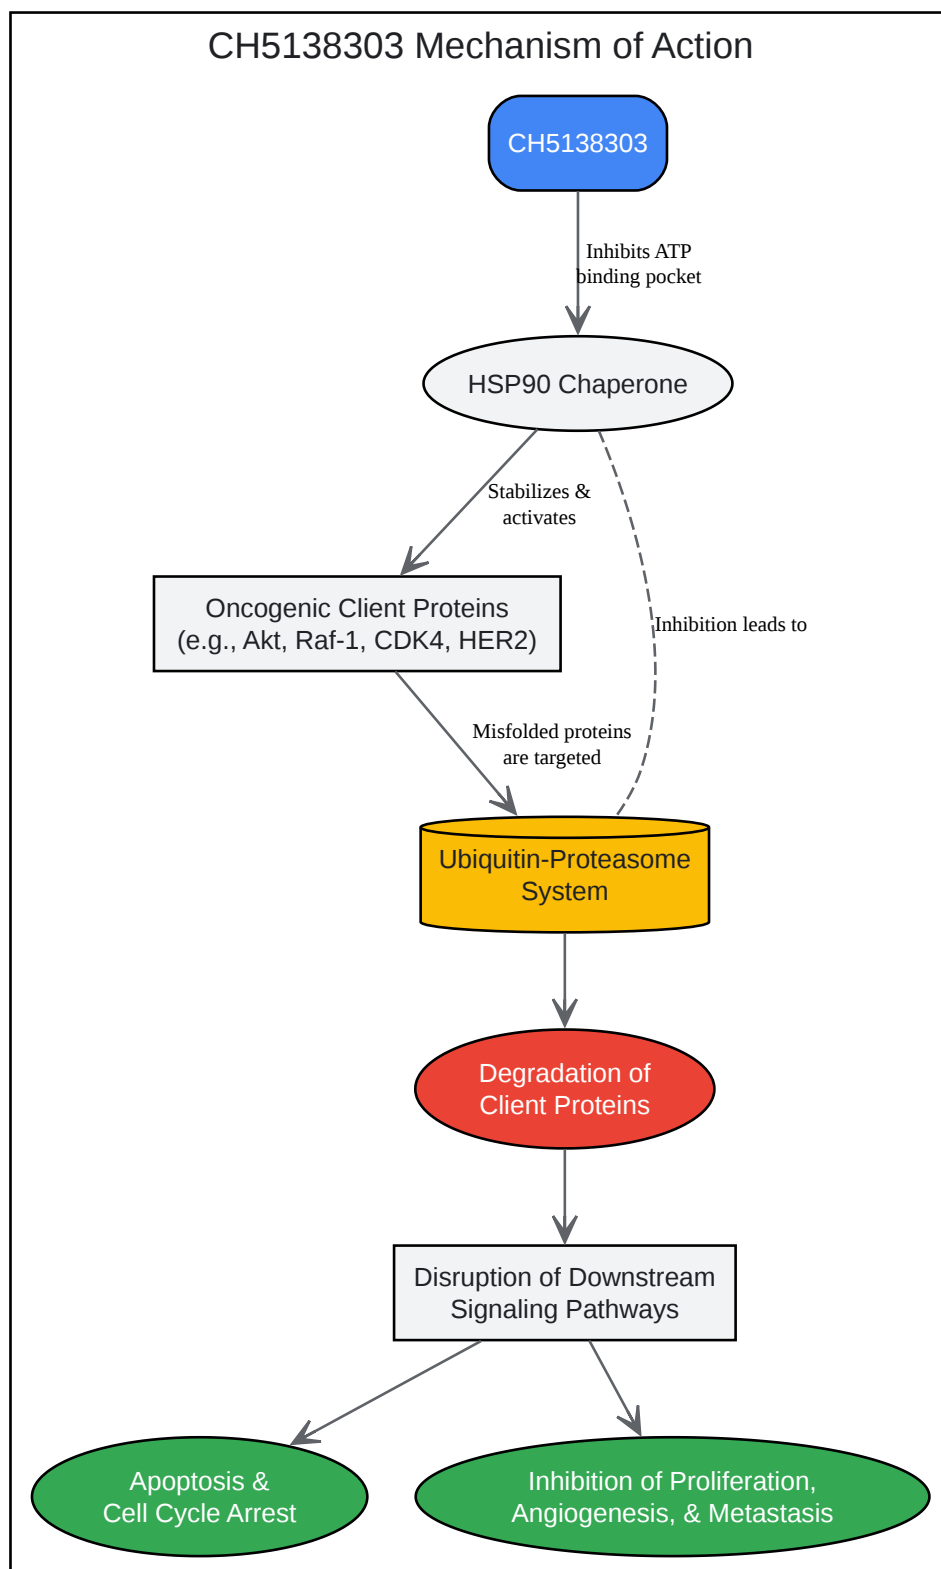 CH5138303 Mechanism of Action
CH5138303
Inhibits ATP
binding pocket
HSP90 Chaperone
Stabilizes &
activates
Oncogenic Client Proteins
(e.g., Akt, Raf-1, CDK4, HER2)
Inhibition leads to
Misfolded proteins
are targeted
Ubiquitin-Proteasome
System
Degradation of
Client Proteins
Disruption of Downstream
Signaling Pathways
Apoptosis &
Cell Cycle Arrest
Inhibition of Proliferation,
Angiogenesis, & Metastasis